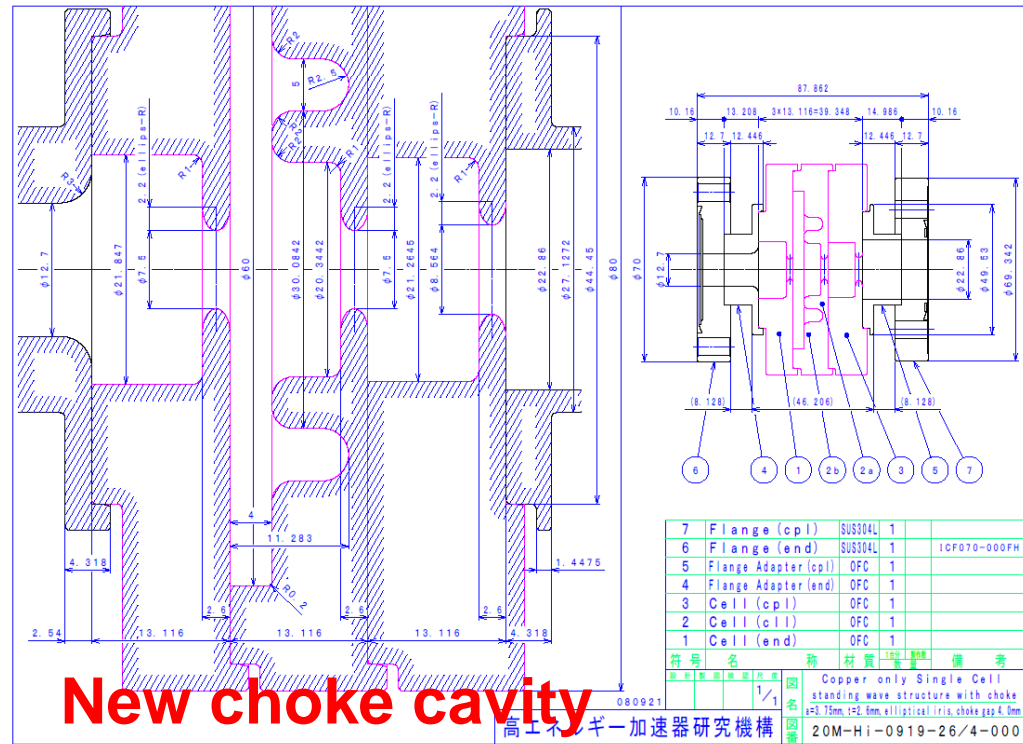 R2
5
R2.5
R2
R2
R1
2.2 (ellips-R)
2.2 (ellips-R)
2.2 (ellips-R)
R1
R1
R3
φ12.7
φ21.847
φ7.5
φ60
φ30.0842
φ20.3442
φ7.5
φ21.2645
φ8.564
φ22.86
φ27.1272
φ44.45
φ80
4
11.283
R0.2
4.318
1.4475
2.6
2.6
2.6
2.54
13.116
13.116
13.116
4.318
87.862
10.16
13.208
3×13.116=39.348
14.986
10.16
12.7
12.446
12.446
12.7
φ70
φ12.7
φ22.86
φ49.53
φ69.342
(8.128)
(46.206)
(8.128)
6
4
1
2b
2a
3
5
7
7 Flange (cpl) SUS304L 1
6 Flange (end) SUS304L 1 ICF070-000FH
5 Flange Adapter (cpl) OFC 1
4 Flange Adapter (end) OFC 1
3 Cell (cpl) OFC 1
2 Cell (cll) OFC 1
1 Cell (end) OFC 1
符号 名 称 材質 備 考
尺度
1/1
図名
Copper only Single Cell
standing wave structure with choke
a=3.75mm, t=2.6mm, elliptical iris, choke gap 4.0mm
080921
高エネルギー加速器研究機構
図番
20M-Hi-0919-26/4-000
New choke cavity